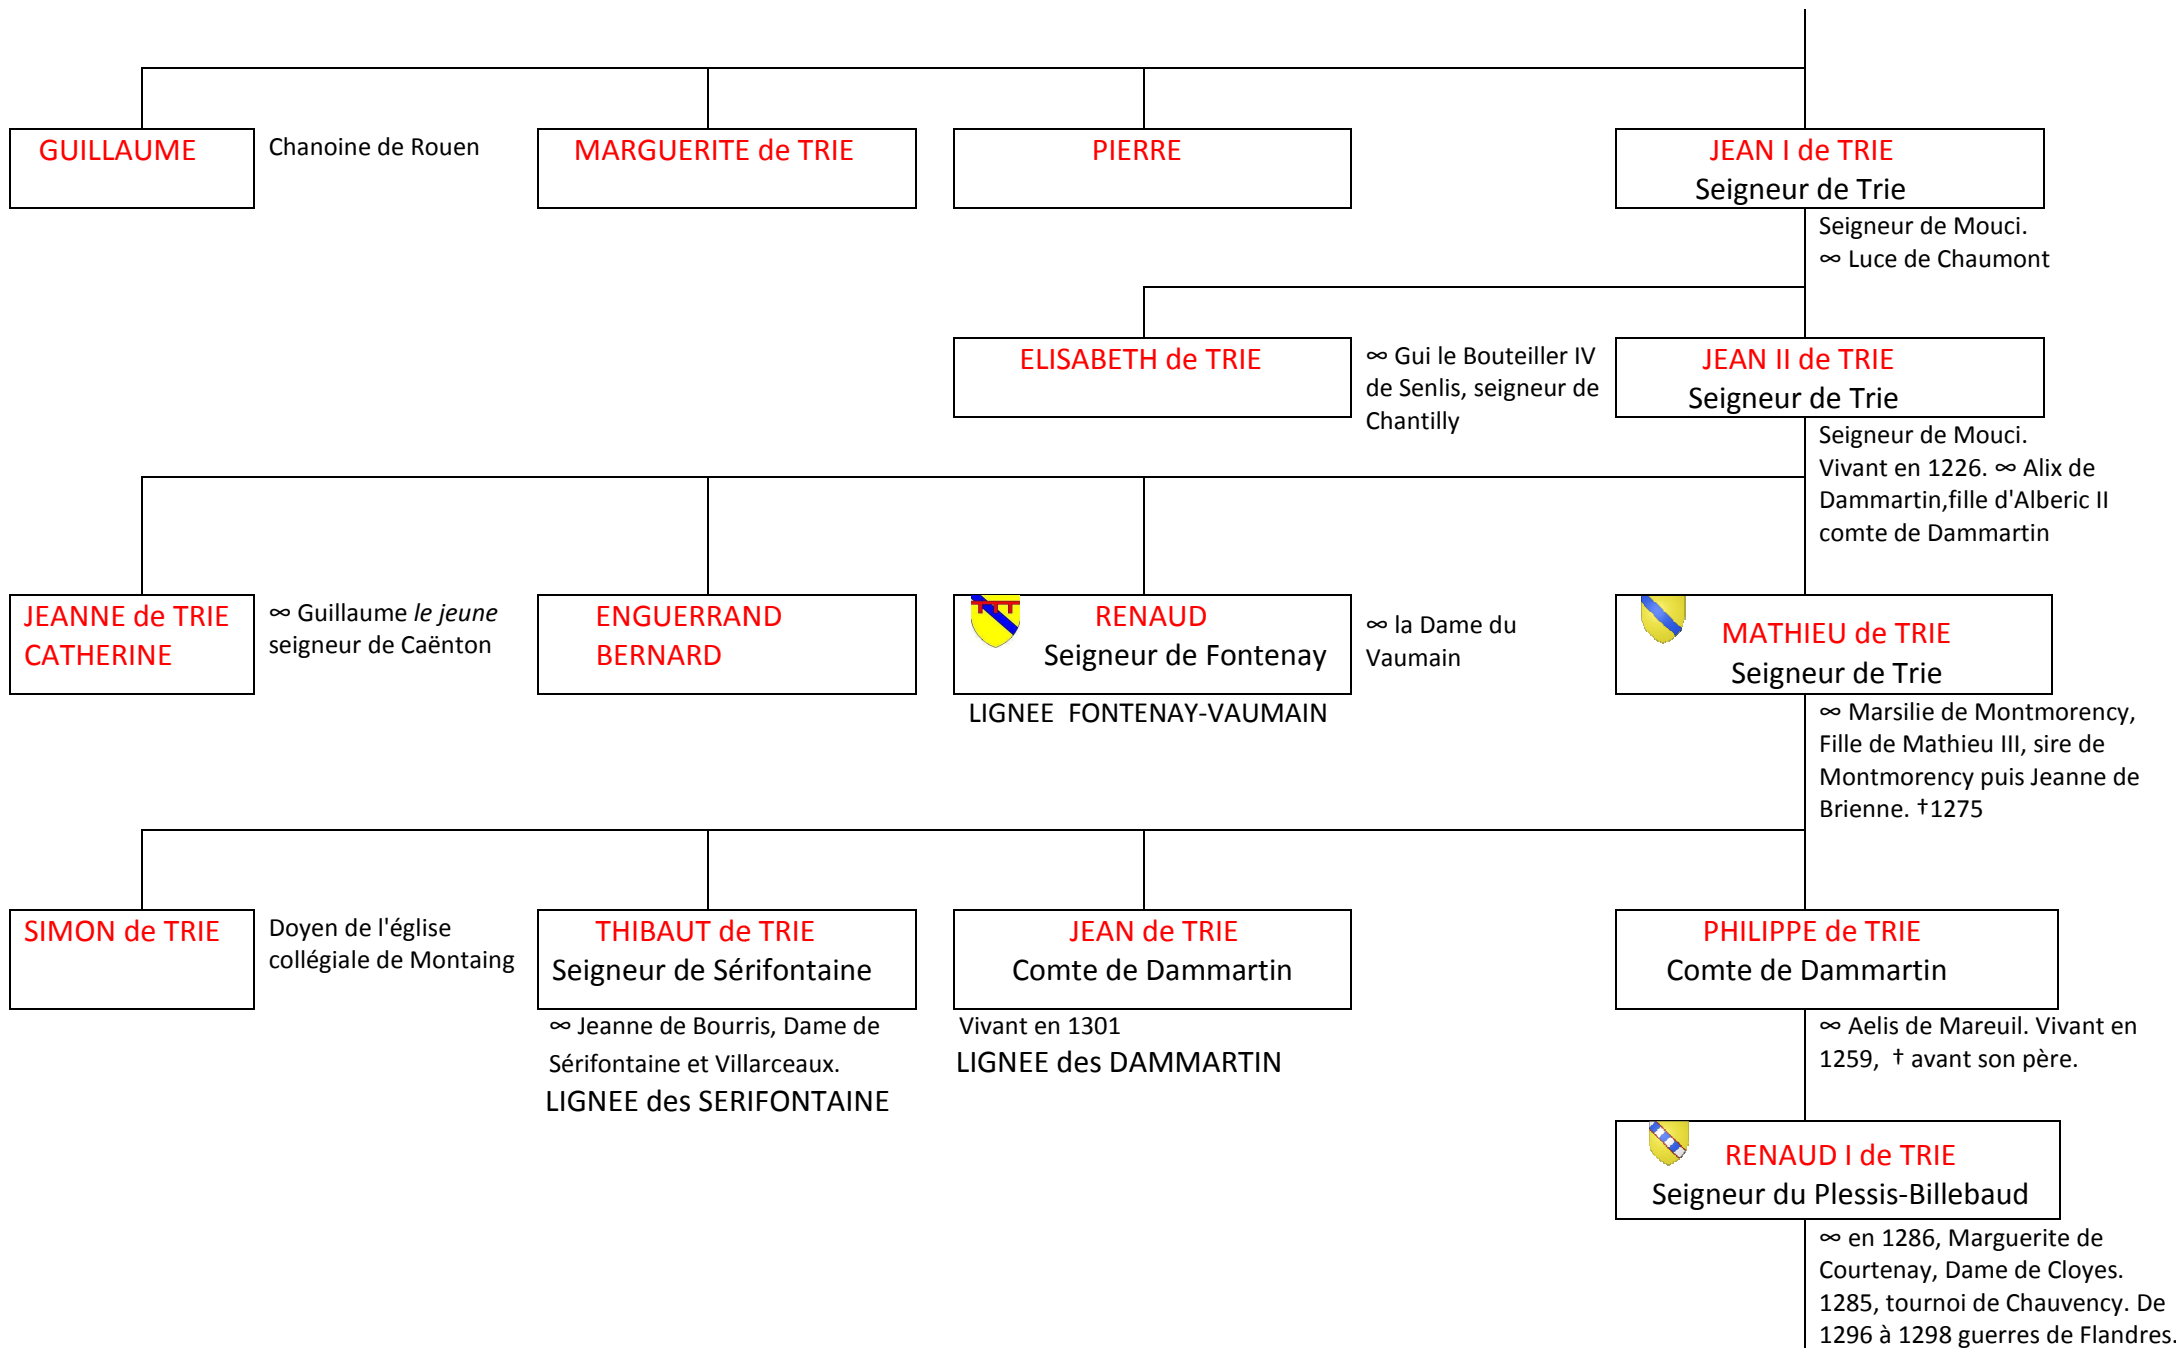 GUILLAUME
Chanoine de Rouen
MARGUERITE de TRIE
PIERRE
JEAN I de TRIE
Seigneur de Trie
Seigneur de Mouci.
∞ Luce de Chaumont
ELISABETH de TRIE
∞ Gui le Bouteiller IV
de Senlis, seigneur de
Chantilly
JEAN II de TRIE
Seigneur de Trie
Seigneur de Mouci.
Vivant en 1226. ∞ Alix de
Dammartin,fille d'Alberic II
comte de Dammartin
JEANNE de TRIE
CATHERINE
∞ Guillaume le jeune
seigneur de Caënton
ENGUERRAND
BERNARD
RENAUD
Seigneur de Fontenay
LIGNEE FONTENAY-VAUMAIN
∞ la Dame du
Vaumain
MATHIEU de TRIE
Seigneur de Trie
∞ Marsilie de Montmorency,
Fille de Mathieu III, sire de
Montmorency puis Jeanne de
Brienne. †1275
SIMON de TRIE
Doyen de l'église
collégiale de Montaing
THIBAUT de TRIE
Seigneur de Sérifontaine
∞ Jeanne de Bourris, Dame de
Sérifontaine et Villarceaux.
LIGNEE des SERIFONTAINE
JEAN de TRIE
Comte de Dammartin
Vivant en 1301
LIGNEE des DAMMARTIN
PHILIPPE de TRIE
Comte de Dammartin
∞ Aelis de Mareuil. Vivant en
1259, † avant son père.
RENAUD I de TRIE
Seigneur du Plessis-Billebaud
∞ en 1286, Marguerite de
Courtenay, Dame de Cloyes.
1285, tournoi de Chauvency. De
1296 à 1298 guerres de Flandres.